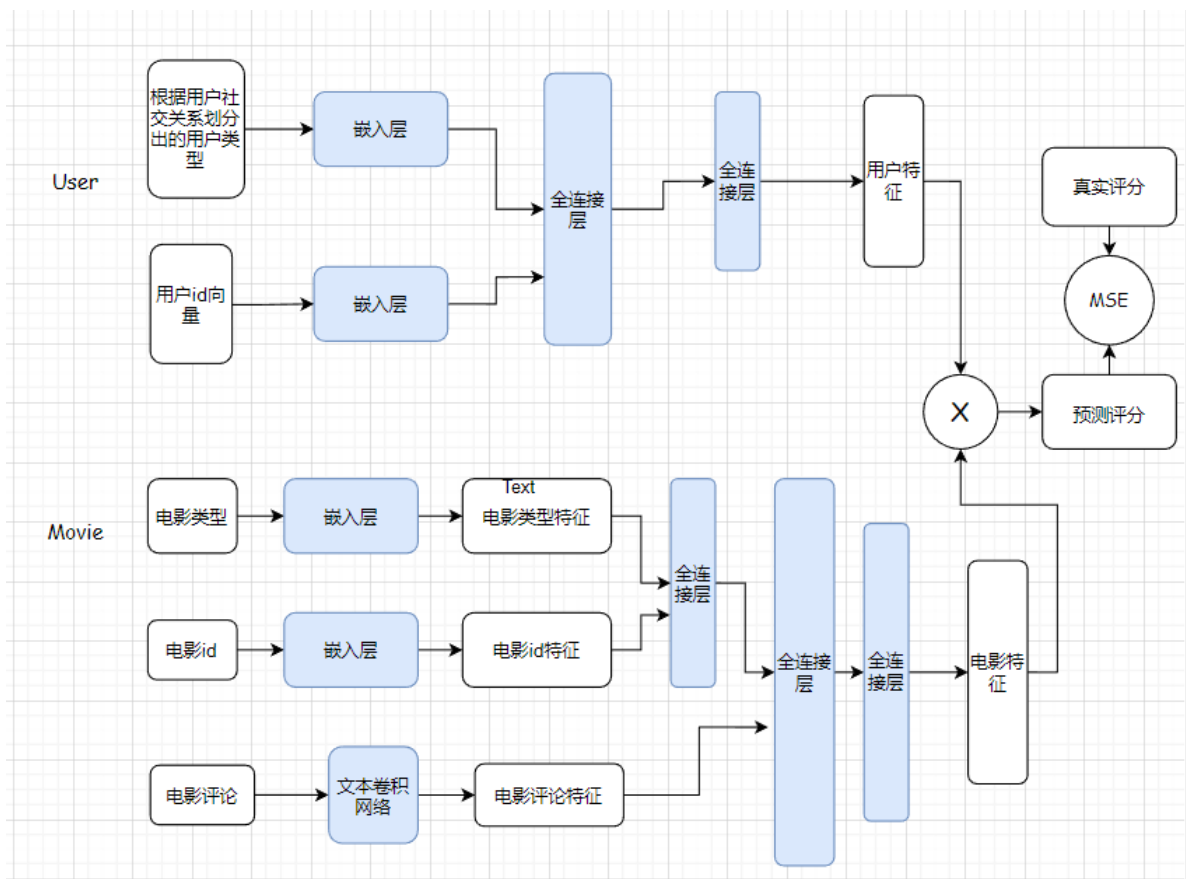 根据用户社
交关系划分
出的用户类
型
嵌入层
全连接
层
全连
接层
用户特
征
真实评分
User
用户id向
量
嵌入层
MSE
X
预测评分
Text
电影类型
嵌入层
电影类型特征
Movie
全连
接层
电影id
嵌入层
电影id特征
全连接
层
全连
接层
电影特
征
电影评论
文本卷积
网络
电影评论特征